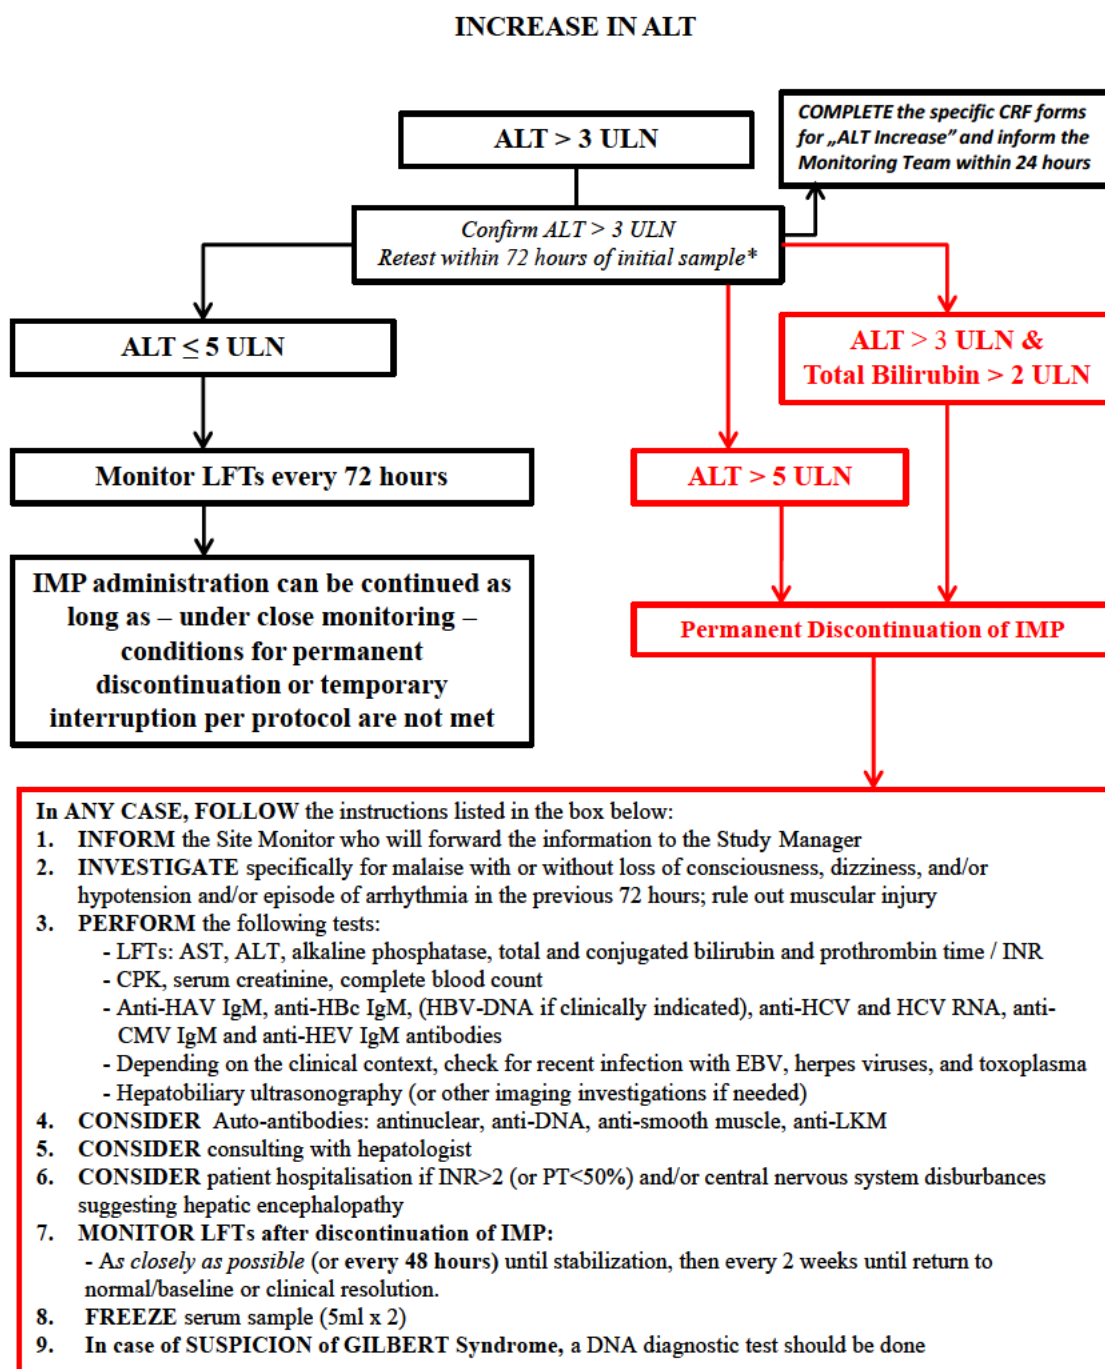 INCREASE IN ALT
COMPLETE the specific CRF forms
for „ALT Increase” and inform the
Monitoring Team within 24 hours
ALT > 3 ULN
Confirm ALT > 3 ULN
Retest within 72 hours of initial sample*
ALT ≤ 5 ULN
ALT > 3 ULN &
Total Bilirubin > 2 ULN
Monitor LFTs every 72 hours
ALT > 5 ULN
IMP administration can be continued as
long as – under close monitoring –
conditions for permanent
discontinuation or temporary
interruption per protocol are not met
Permanent Discontinuation of IMP
In ANY CASE, FOLLOW the instructions listed in the box below:
1. INFORM the Site Monitor who will forward the information to the Study Manager
2. INVESTIGATE specifically for malaise with or without loss of consciousness, dizziness, and/or
hypotension and/or episode of arrhythmia in the previous 72 hours; rule out muscular injury
3. PERFORM the following tests:
- LFTs: AST, ALT, alkaline phosphatase, total and conjugated bilirubin and prothrombin time / INR
- CPK, serum creatinine, complete blood count
- Anti-HAV IgM, anti-HBc IgM, (HBV-DNA if clinically indicated), anti-HCV and HCV RNA, anti-
CMV IgM and anti-HEV IgM antibodies
- Depending on the clinical context, check for recent infection with EBV, herpes viruses, and toxoplasma
- Hepatobiliary ultrasonography (or other imaging investigations if needed)
4. CONSIDER Auto-antibodies: antinuclear, anti-DNA, anti-smooth muscle, anti-LKM
5. CONSIDER consulting with hepatologist
6. CONSIDER patient hospitalisation if INR>2 (or PT<50%) and/or central nervous system disturbances
suggesting hepatic encephalopathy
7. MONITOR LFTs after discontinuation of IMP:
- As closely as possible (or every 48 hours) until stabilization, then every 2 weeks until return to
normal/baseline or clinical resolution.
8. FREEZE serum sample (5ml x 2)
9. In case of SUSPICION of GILBERT Syndrome, a DNA diagnostic test should be done